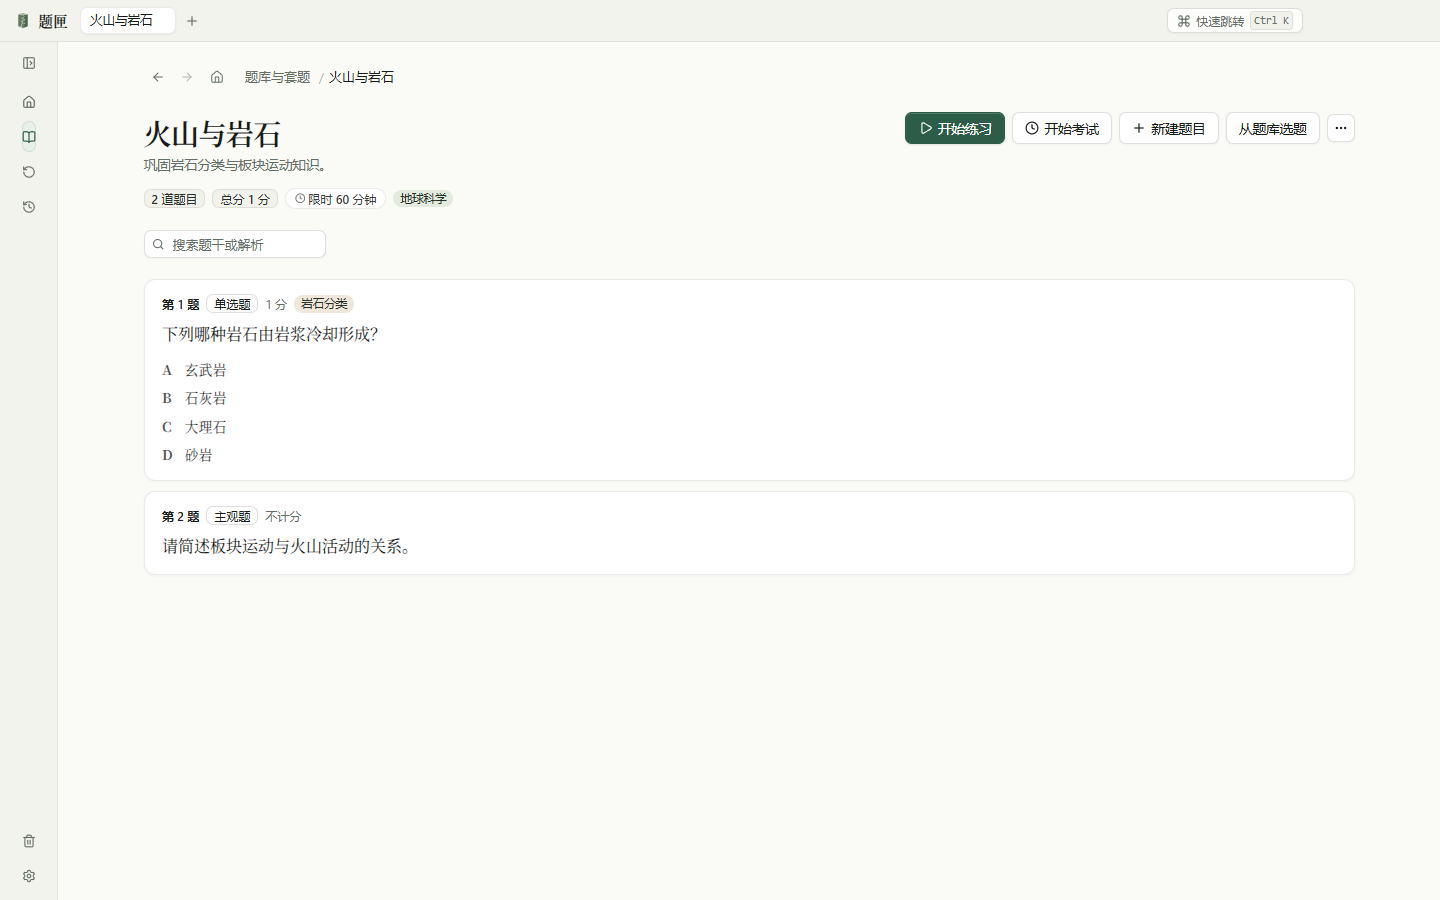 题匣 火山与岩石 快速跳转 Ctrl K
题库与套题 / 火山与岩石
火山与岩石
开始练习 开始考试 新建题目 从题库选题
巩固岩石分类与板块运动知识。
2 道题目 总分 1 分 限时 60 分钟 地球科学
搜索题干或解析
第 1 题 单选题 1 分 岩石分类
下列哪种岩石由岩浆冷却形成？
A 玄武岩
B 石灰岩
C 大理石
D 砂岩
第 2 题 主观题 不计分
请简述板块运动与火山活动的关系。